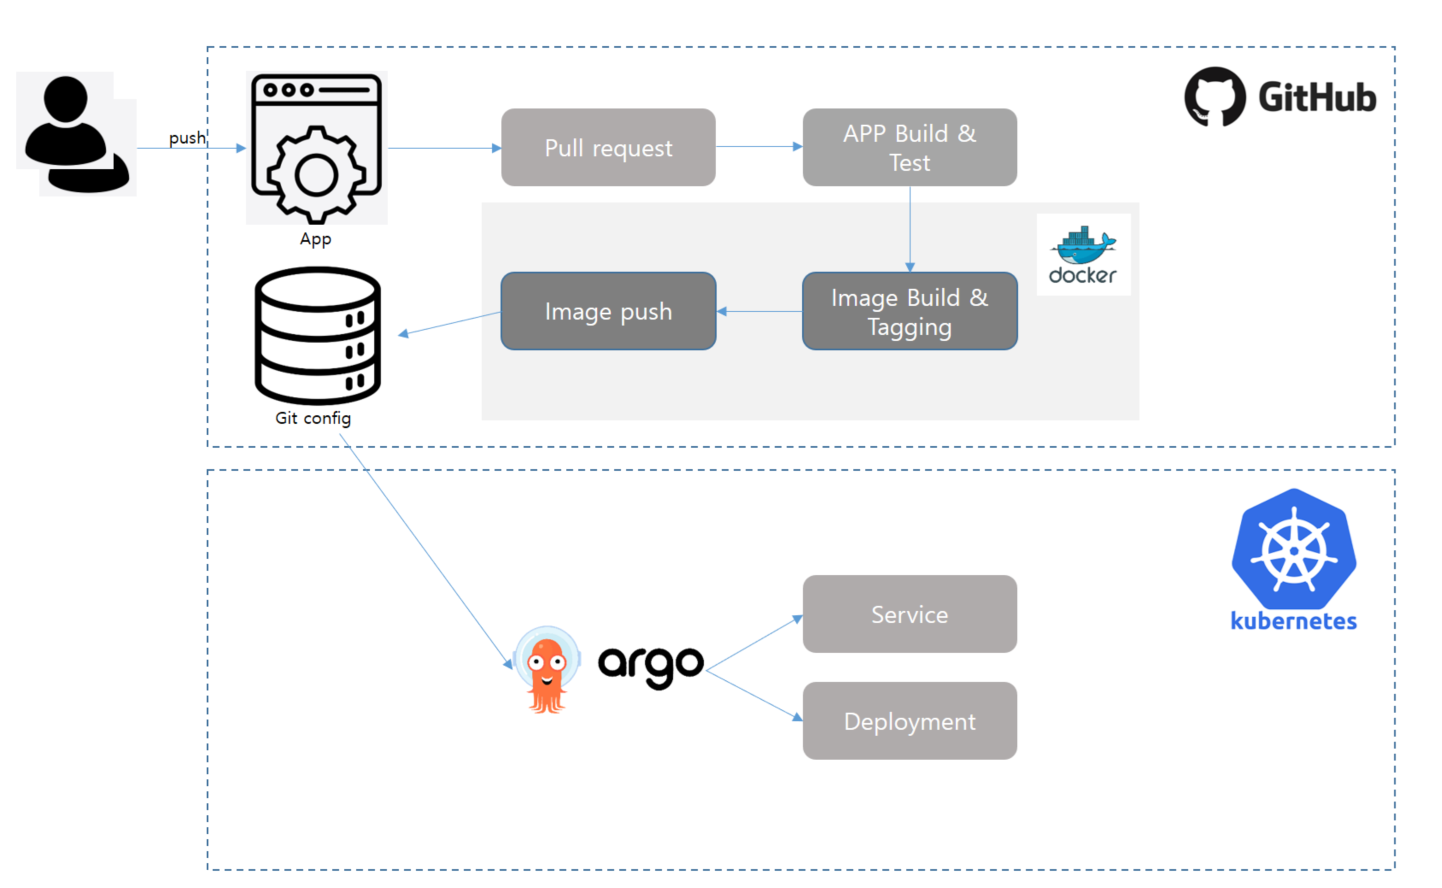 GitHub
push
Pull request
APP Build &
Test
App
docker
Image push
Image Build &
Tagging
Git config
kubernetes
Service
argo
Deployment